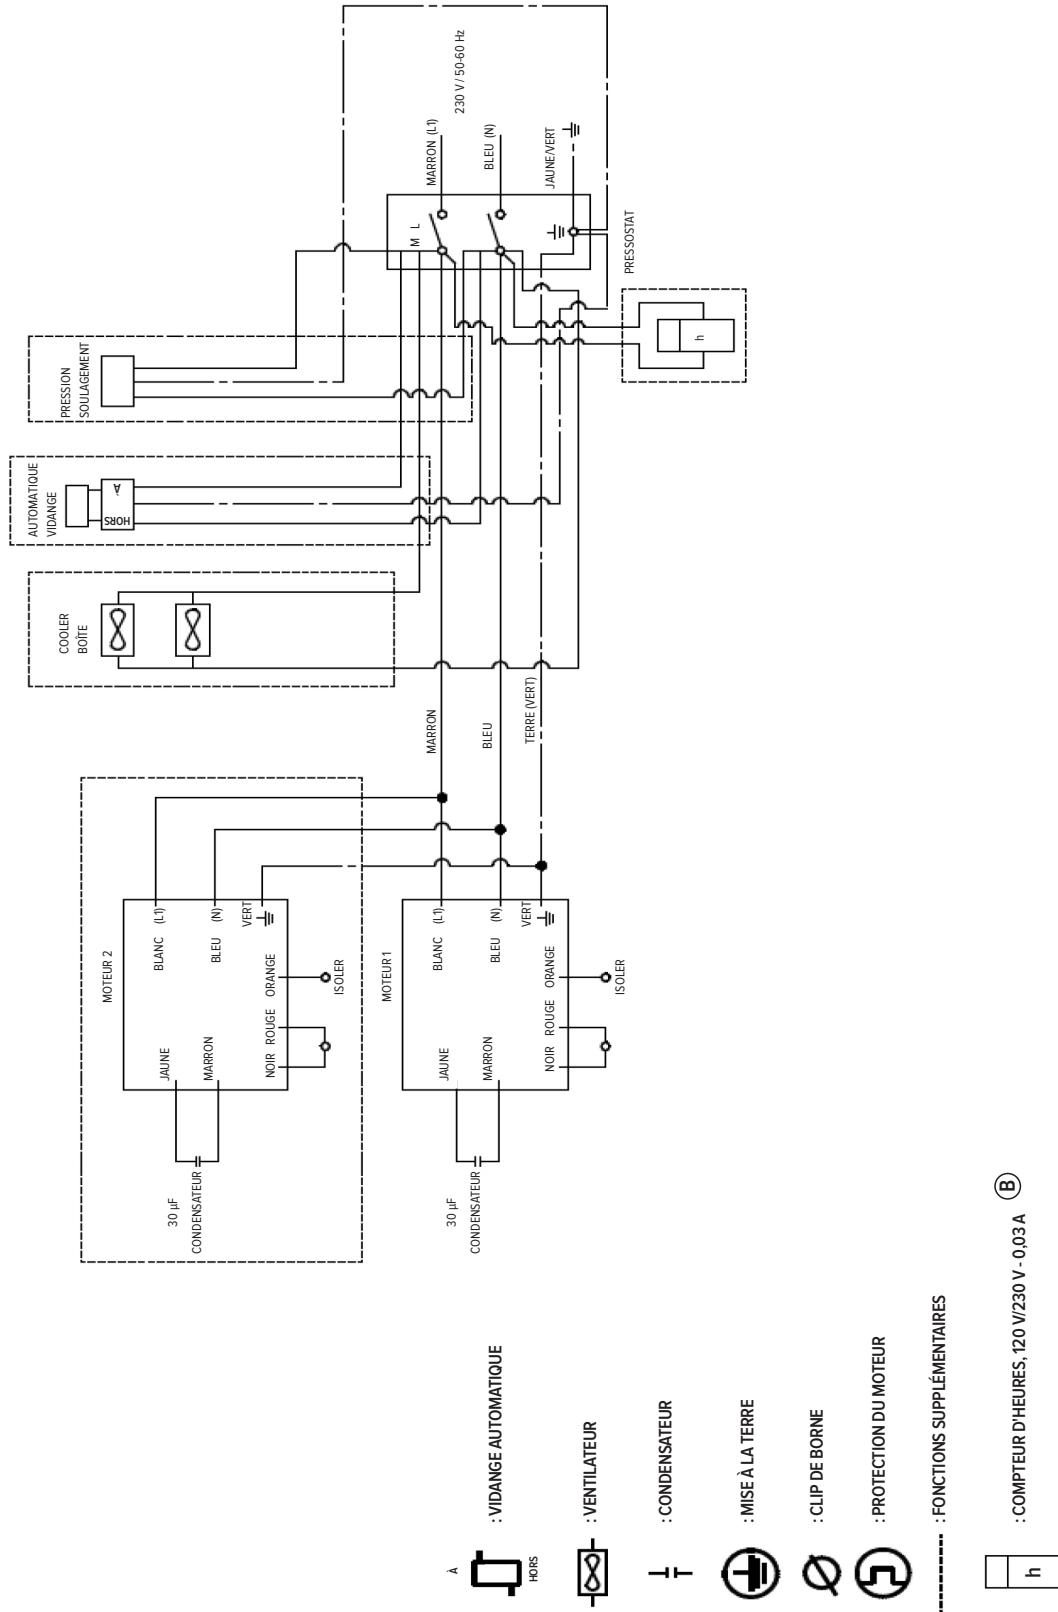 230 V / 50-60 Hz
MARRON (L1)
BLEU (N)
JAUNE/VERT
M L
PRESSOSTAT
h
PRESSION
SOULAGEMENT
AUTOMATIQUE
VIDANGE
À
HORS
COOLER
BOÎTE
MARRON
BLEU
TERRE (VERT)
MOTEUR 2
BLANC (L1)
BLEU (N)
VERT
JAUNE
MARRON
NOIR
ROUGE
ORANGE
ISOLER
30 µF
CONDENSATEUR
MOTEUR 1
BLANC (L1)
BLEU (N)
VERT
JAUNE
MARRON
NOIR
ROUGE
ORANGE
ISOLER
30 µF
CONDENSATEUR
À
HORS
: VIDANGE AUTOMATIQUE
: VENTILATEUR
: CONDENSATEUR
: MISE À LA TERRE
: CLIP DE BORNE
: PROTECTION DU MOTEUR
: FONCTIONS SUPPLÉMENTAIRES
h
: COMPTEUR D'HEURES, 120 V/230 V - 0,03 A
B